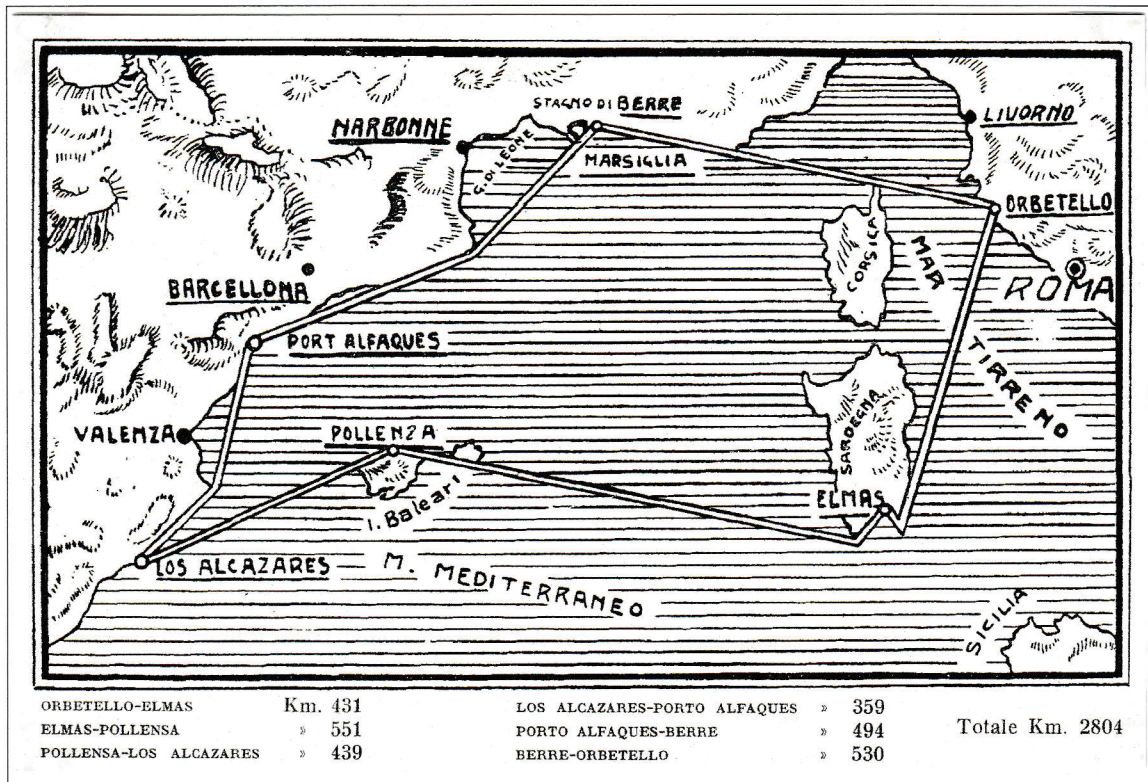 STAGNO DI BERRE
LIVORNO
NARBONNE
G. DI LEONE
MARSIGLIA
ORBETELLO
CORSICA
MAR TIRRENO
ROMA
BARCELLONA
PORT ALFAQUES
VALENZA
POLLENZA
SARDEGNA
I. Baleari
ELMAS
LOS ALCAZARES
M. MEDITERRANEO
SICILIA
ORBETELLO-ELMAS Km. 431
ELMAS-POLLENSA » 551
POLLENSA-LOS ALCAZARES » 439
LOS ALCAZARES-PORTO ALFAQUES » 359
PORTO ALFAQUES-BERRE » 494
BERRE-ORBETELLO » 530
Totale Km. 2804